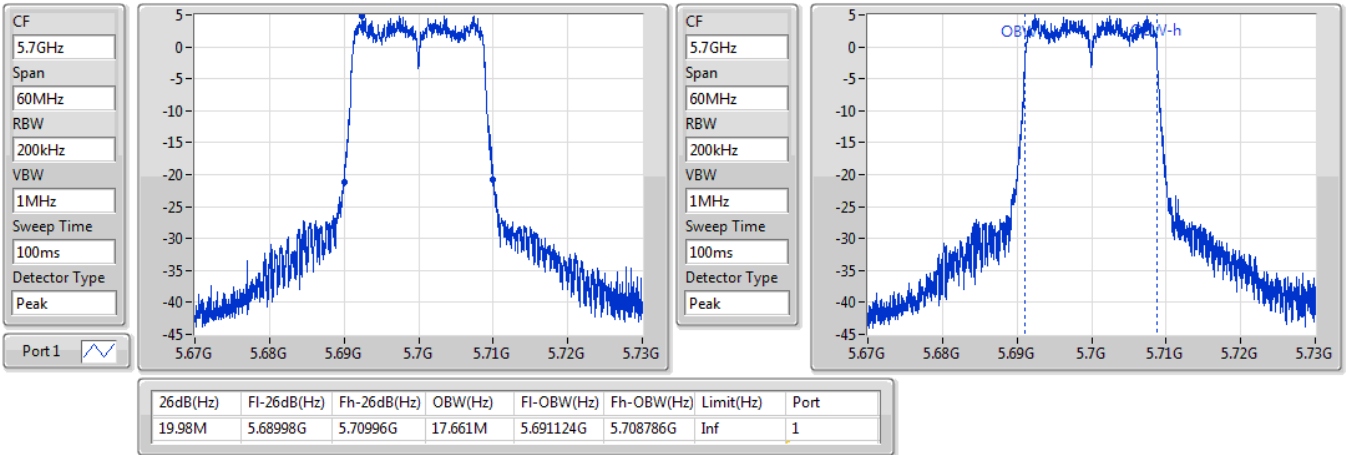 CF
5.7GHz
Span
60MHz
RBW
200kHz
VBW
1MHz
Sweep Time
100ms
Detector Type
Peak
Port 1
5
0
-5
-10
-15
-20
-25
-30
-35
-40
-45
5.67G 5.68G 5.69G 5.7G 5.71G 5.72G 5.73G
CF
5.7GHz
Span
60MHz
RBW
200kHz
VBW
1MHz
Sweep Time
100ms
Detector Type
Peak
5
0
-5
-10
-15
-20
-25
-30
-35
-40
-45
5.67G 5.68G 5.69G 5.7G 5.71G 5.72G 5.73G
26dB(Hz) Fl-26dB(Hz) Fh-26dB(Hz) OBW(Hz) Fl-OBW(Hz) Fh-OBW(Hz) Limit(Hz) Port
19.98M 5.68998G 5.70996G 17.661M 5.691124G 5.708786G Inf 1